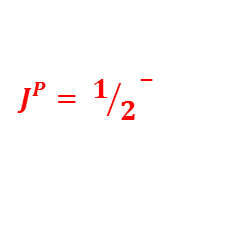 J^P = 1/2^−